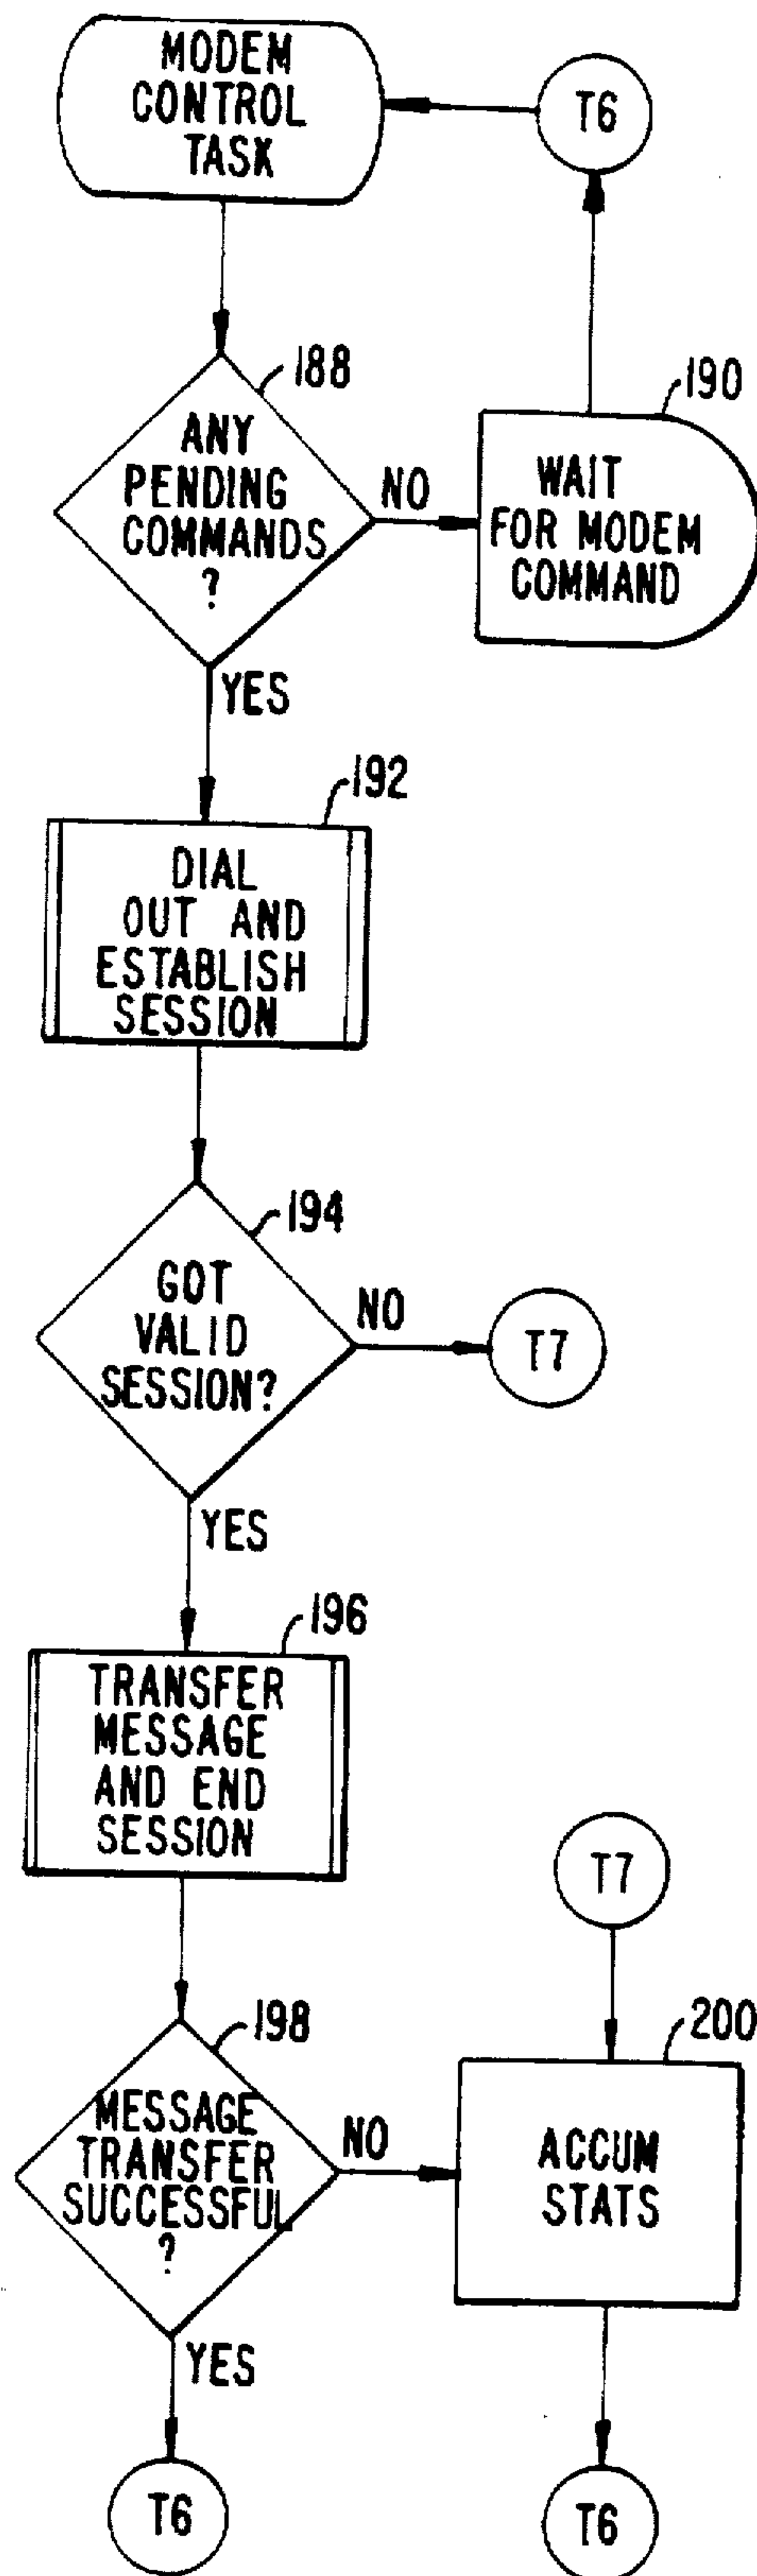 MODEM
CONTROL
TASK
T6
188
ANY
PENDING
COMMANDS
?
NO
190
WAIT
FOR MODEM
COMMAND
YES
192
DIAL
OUT AND
ESTABLISH
SESSION
194
GOT
VALID
SESSION?
NO
T7
YES
196
TRANSFER
MESSAGE
AND END
SESSION
T7
198
MESSAGE
TRANSFER
SUCCESSFUL
?
NO
200
ACCUM
STATS
YES
T6
T6